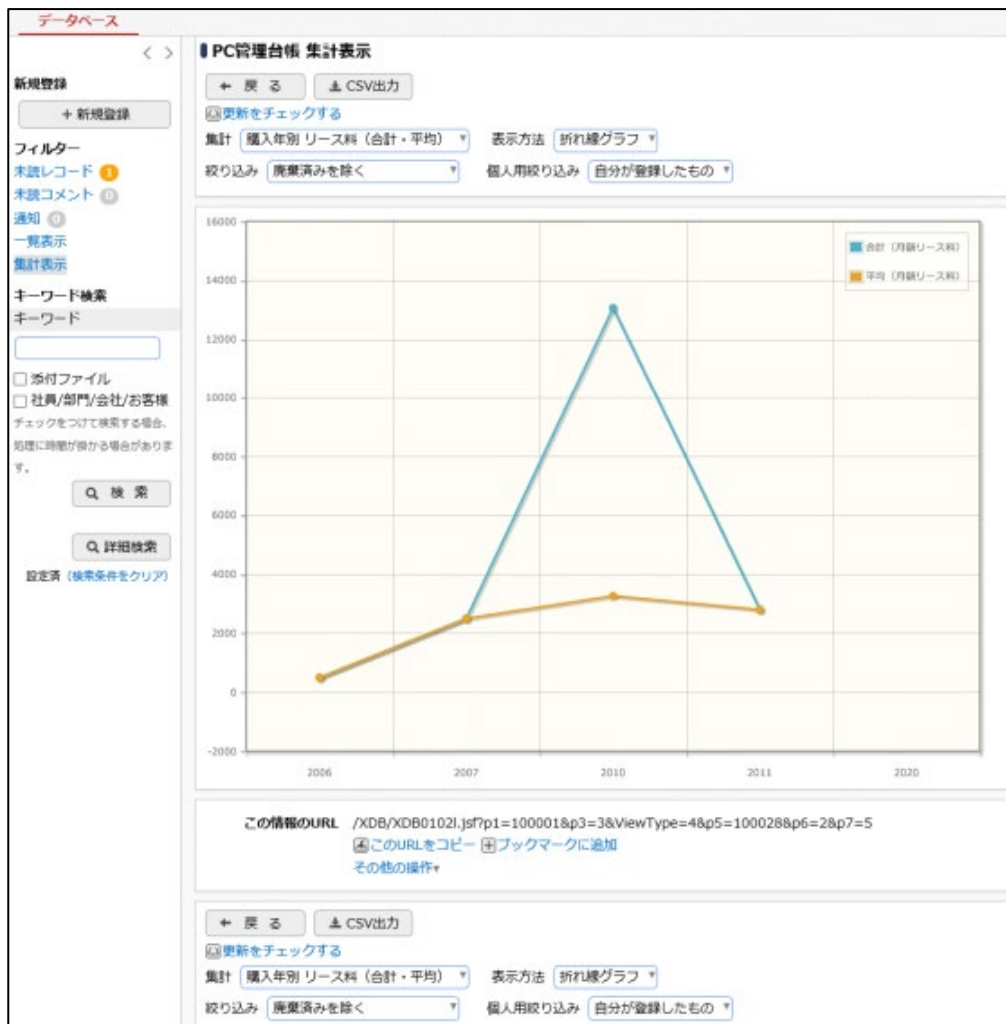 データベース
< >
新規登録
+ 新規登録
フィルター
未読レコード 1
未読コメント 0
通知 0
一覧表示
集計表示
キーワード検索
キーワード
添付ファイル
社員/部門/会社/お客様
チェックをつけて検索する場合、
処理に時間が掛かる場合がありま
す。
検 索
詳細検索
設定済 (検索条件をクリア)
PC管理台帳 集計表示
← 戻 る CSV出力
更新をチェックする
集計 購入年別 リース料（合計・平均） 表示方法 折れ線グラフ
絞り込み 廃棄済みを除く 個人用絞り込み 自分が登録したもの
16000
14000
12000
10000
8000
6000
4000
2000
0
-2000
合計 (月額リース料)
平均 (月額リース料)
2006 2007 2010 2011 2020
この情報のURL /XDB/XDB0102l.jsf?p1=100001&p3=3&ViewType=4&p5=100028&p6=2&p7=5
このURLをコピー ブックマークに追加
その他の操作
← 戻 る CSV出力
更新をチェックする
集計 購入年別 リース料（合計・平均） 表示方法 折れ線グラフ
絞り込み 廃棄済みを除く 個人用絞り込み 自分が登録したもの